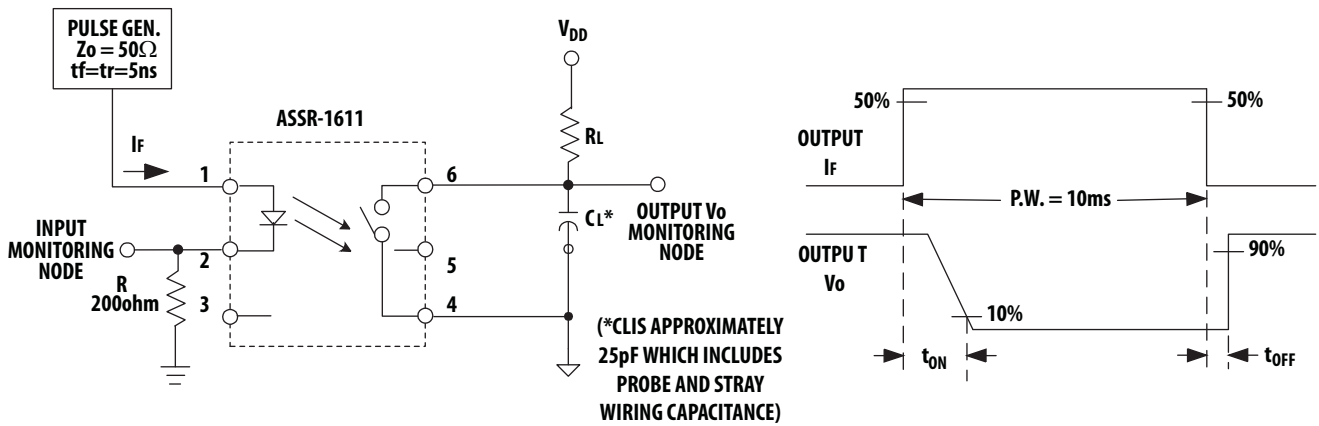 PULSE GEN.
Zo = 50Ω
tf=tr=5ns
VDD
ASSR-1611
RL
IF
1
6
INPUT
MONITORING
NODE
2
R
200ohm
3
CL*
5
4
OUTPUT Vo
MONITORING
NODE
(*CLIS APPROXIMATELY
25pF WHICH INCLUDES
PROBE AND STRAY
WIRING CAPACITANCE)
50%
50%
OUTPUT
IF
P.W. = 10ms
OUTPU T
Vo
90%
10%
tON
tOFF